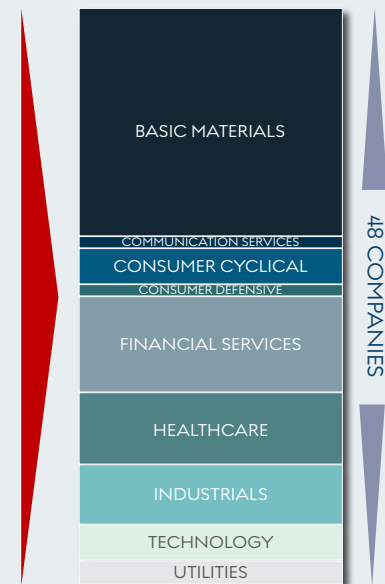 BASIC MATERIALS
COMMUNICATION SERVICES
CONSUMER CYCLICAL
CONSUMER DEFENSIVE
FINANCIAL SERVICES
HEALTHCARE
INDUSTRIALS
TECHNOLOGY
UTILITIES
48 COMPANIES